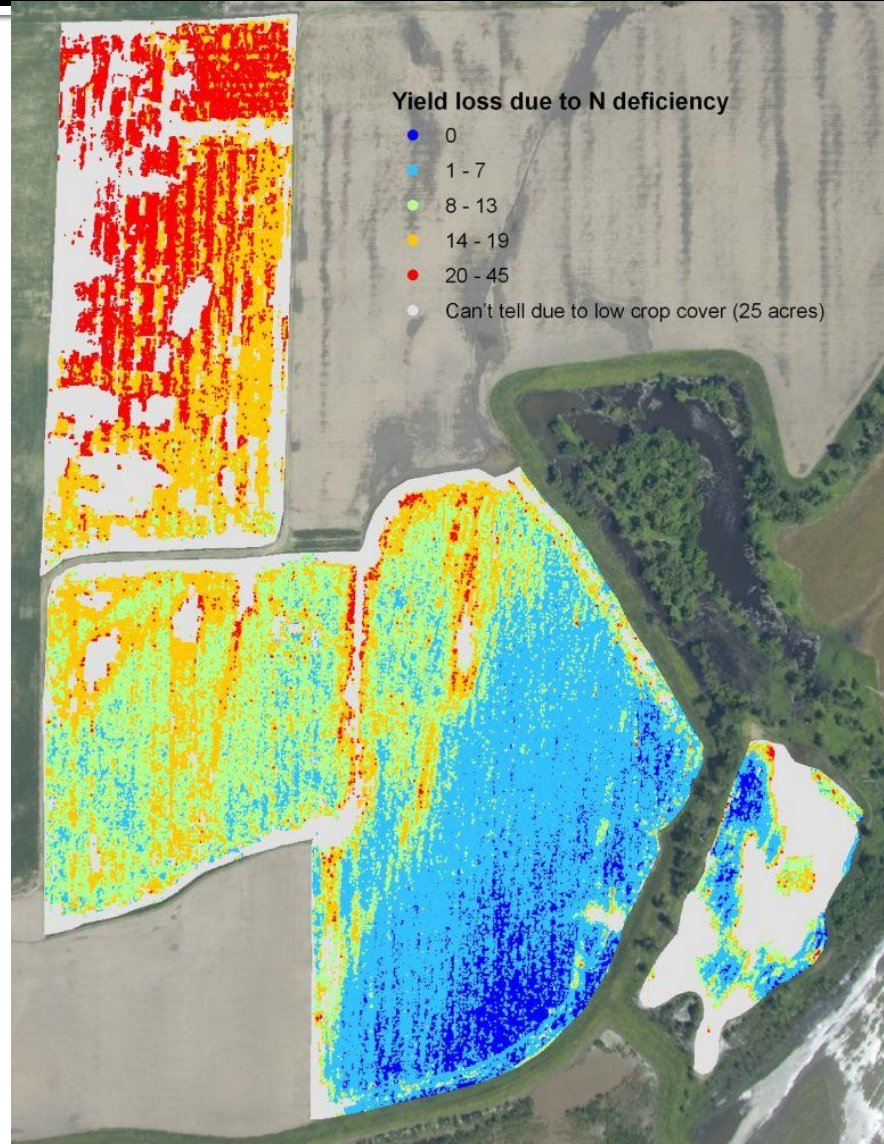 Yield loss due to N deficiency
0
1 - 7
8 - 13
14 - 19
20 - 45
Can't tell due to low crop cover (25 acres)